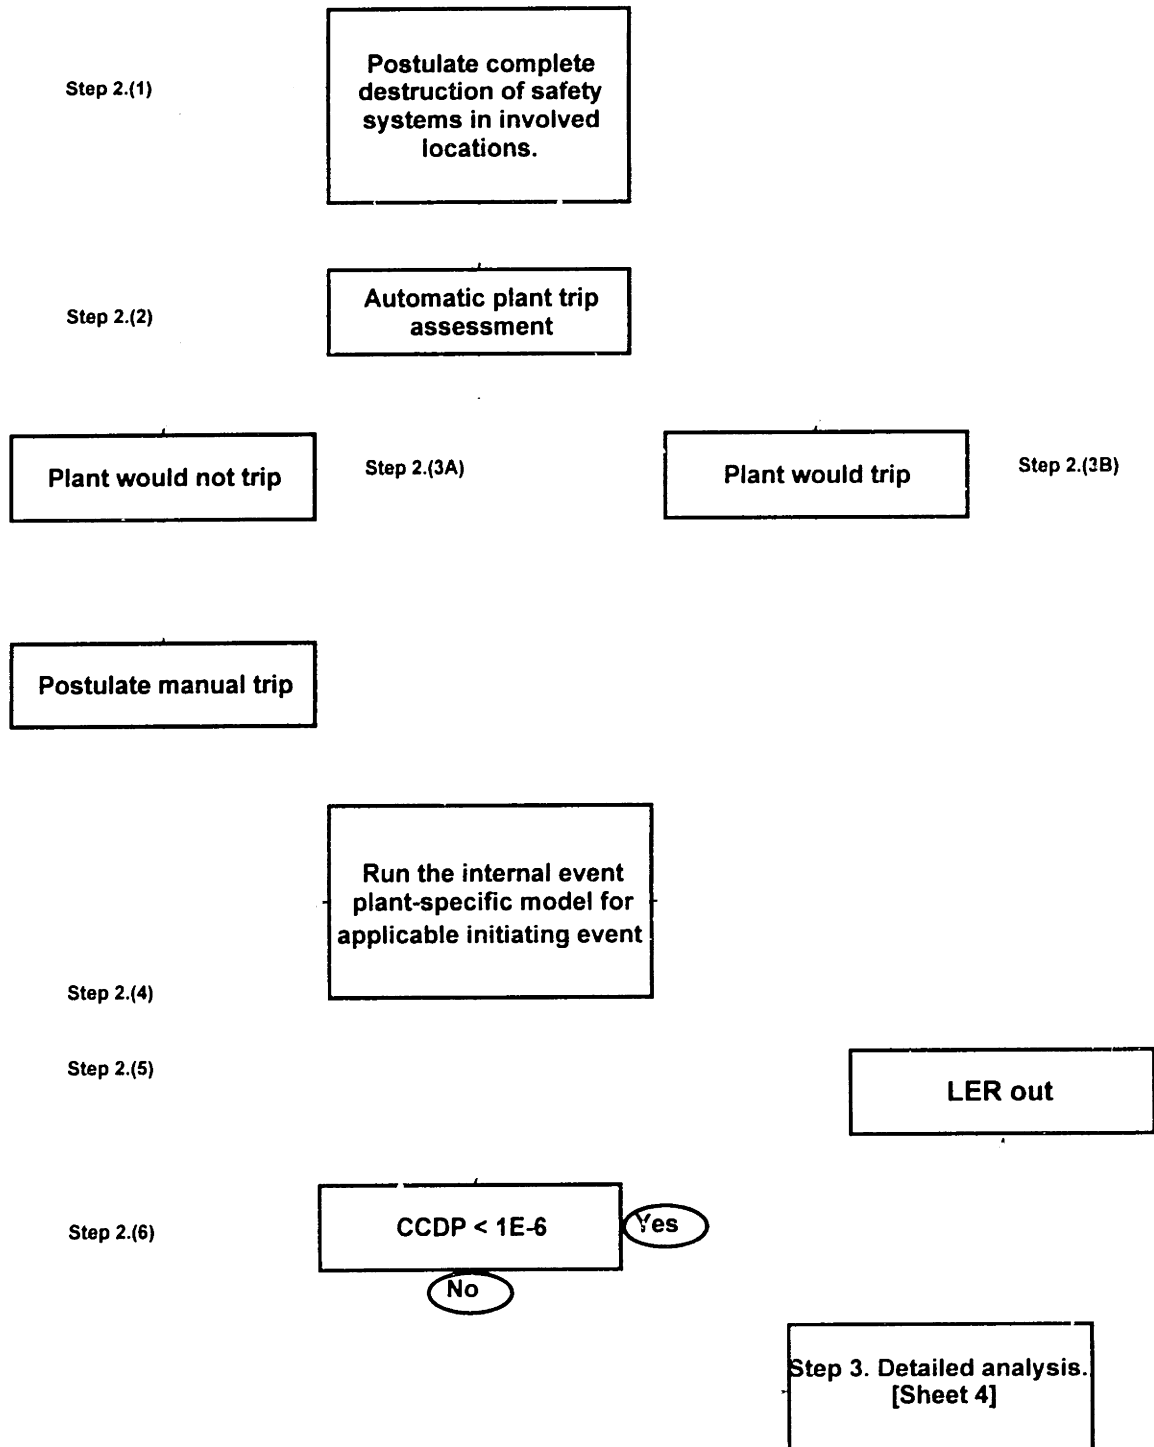 Step 2.(1)
Postulate complete
destruction of safety
systems in involved
locations.
Step 2.(2)
Automatic plant trip
assessment
Plant would not trip
Step 2.(3A)
Plant would trip
Step 2.(3B)
Postulate manual trip
Run the internal event
plant-specific model for
applicable initiating event
Step 2.(4)
Step 2.(5)
LER out
Step 2.(6)
CCDP < 1E-6
Yes
No
Step 3. Detailed analysis.
[Sheet 4]